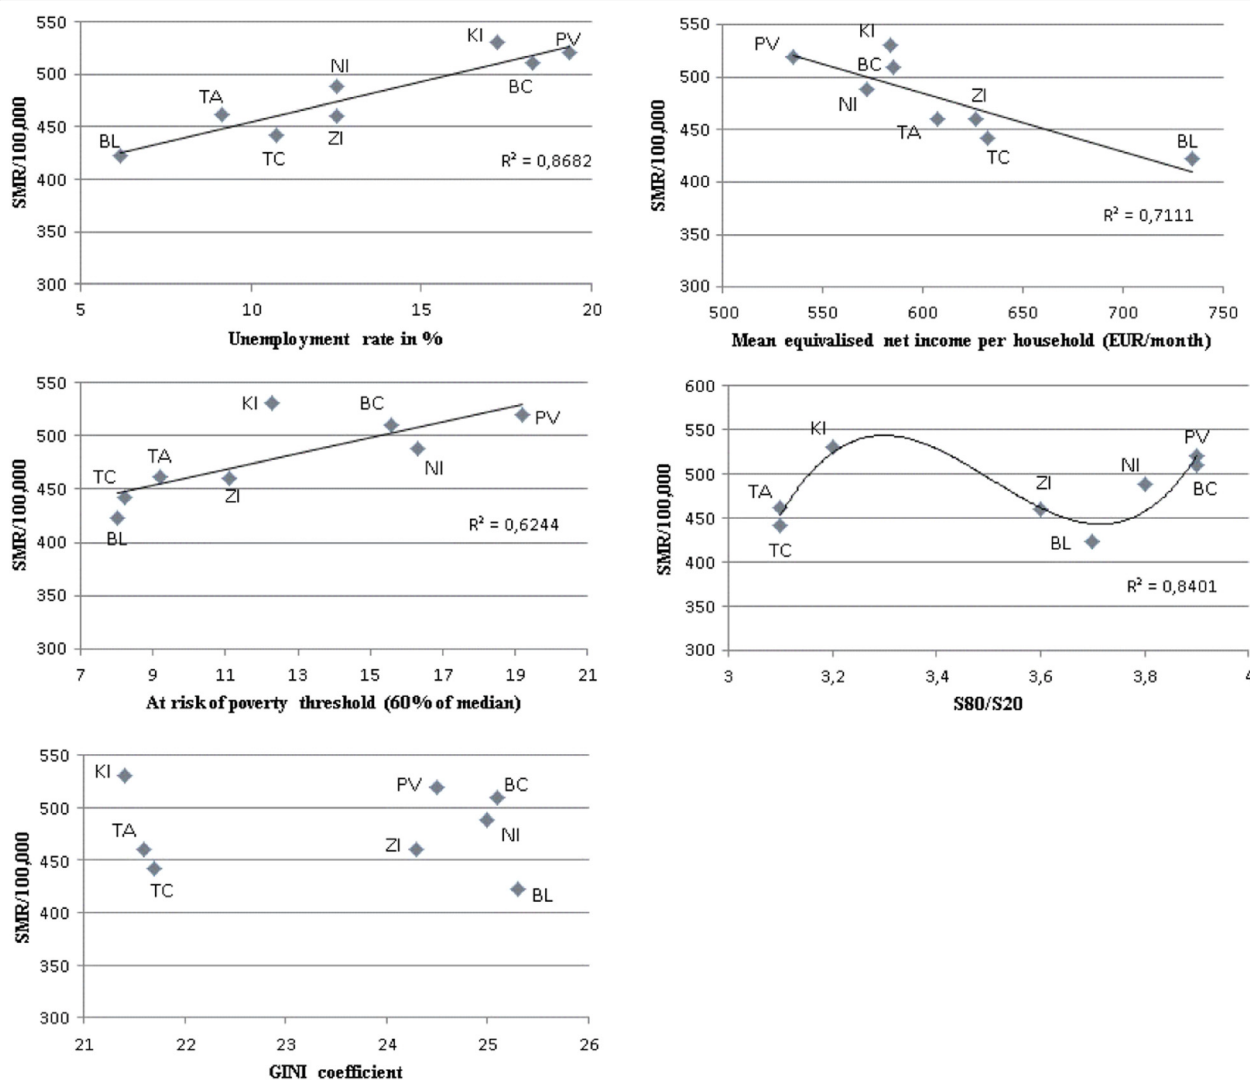 550
500
450
400
350
300
SMR/100,000
KI
PV
NI
BC
TA
ZI
BL
TC
R² = 0,8682
5 10 15 20
Unemployment rate in %
550
500
450
400
350
300
SMR/100,000
KI
PV
BC
NI
ZI
TA
TC
BL
R² = 0,7111
500 550 600 650 700 750
Mean equivalised net income per household (EUR/month)
550
500
450
400
350
300
SMR/100,000
KI
BC
PV
TA
NI
TC
ZI
BL
R² = 0,6244
7 9 11 13 15 17 19 21
At risk of poverty threshold (60% of median)
600
550
500
450
400
350
300
SMR/100,000
KI
PV
NI
ZI
BC
TA
BL
TC
R² = 0,8401
3 3,2 3,4 3,6 3,8 4
S80/S20
550
500
450
400
350
300
SMR/100,000
KI
PV
BC
TA
NI
ZI
TC
BL
21 22 23 24 25 26
GINI coefficient